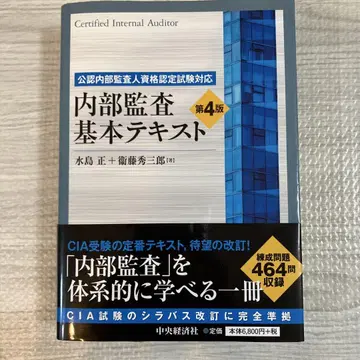 Certified Internal Auditor
公認内部監査人資格認定試験対応
内部監査
基本テキスト
第4版
水島 正+衞藤秀三郎[著]
CIA受験の定番テキスト、待望の改訂!
「内部監査」を
体系的に学べる一冊
練成問題
464問
収録
CIA試験のシラバス改訂に完全準拠
中央経済社
◎定価 本体6,800円+税